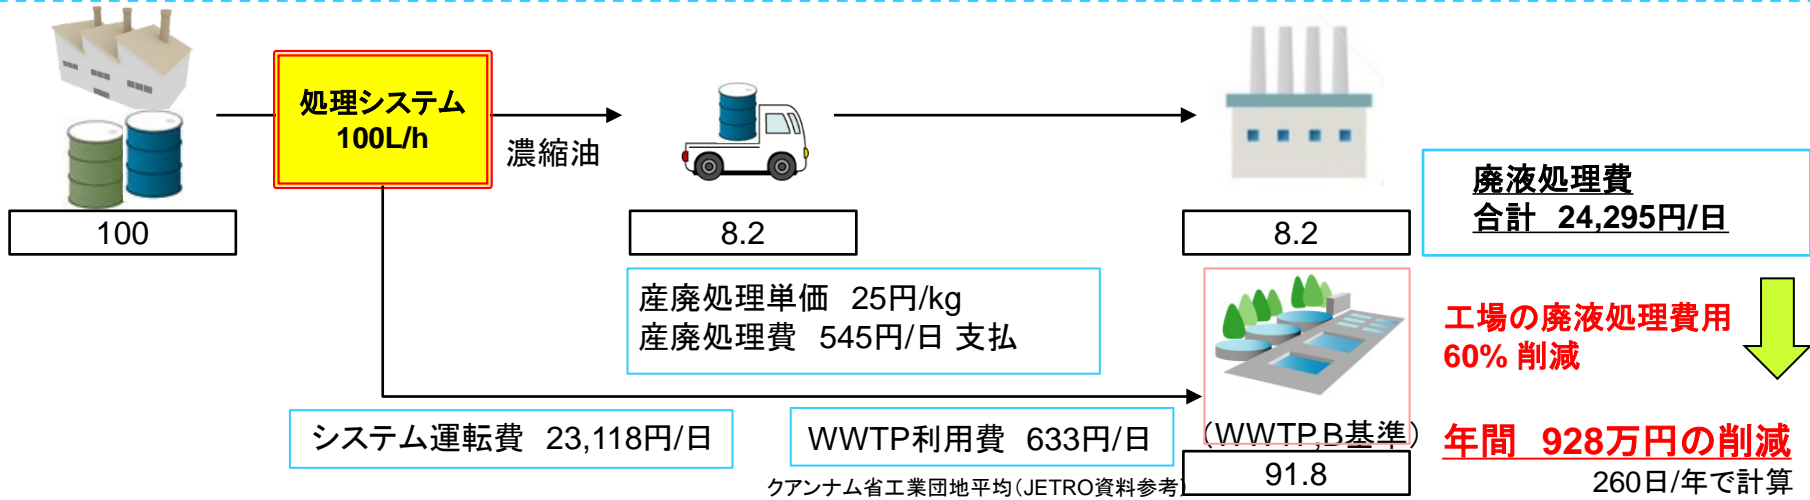 処理システム
100L/h
濃縮油
100
8.2
8.2
廃液処理費
合計 24,295円/日
産廃処理単価 25円/kg
産廃処理費 545円/日 支払
工場の廃液処理費用
60% 削減
システム運転費 23,118円/日
WWTP利用費 633円/日
(WWTP,B基準)
年間 928万円の削減
91.8
260日/年で計算
クアンナム省工業団地平均(JETRO資料参考)